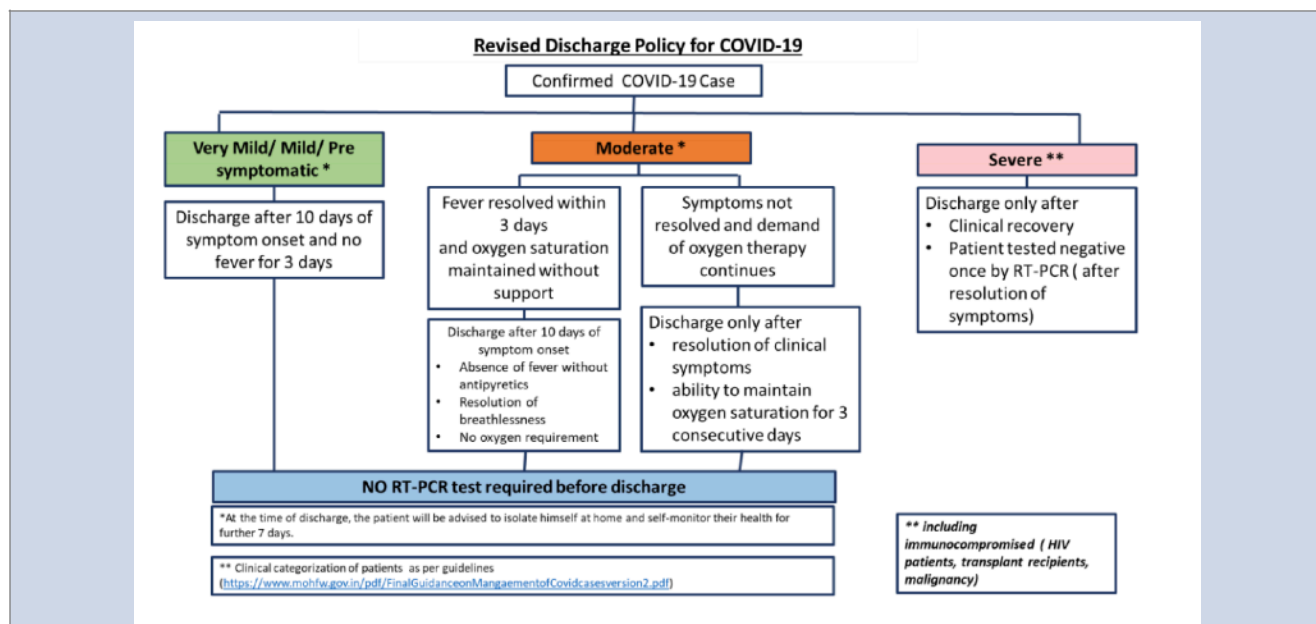 Revised Discharge Policy for COVID-19
Confirmed COVID-19 Case
Very Mild/ Mild/ Pre
symptomatic *
Discharge after 10 days of
symptom onset and no
fever for 3 days
Moderate *
Fever resolved within
3 days
and oxygen saturation
maintained without
support
Discharge after 10 days of
symptom onset
• Absence of fever without
antipyretics
• Resolution of
breathlessness
• No oxygen requirement
Symptoms not
resolved and demand
of oxygen therapy
continues
Discharge only after
• resolution of clinical
symptoms
• ability to maintain
oxygen saturation for 3
consecutive days
Severe **
Discharge only after
• Clinical recovery
• Patient tested negative
once by RT-PCR ( after
resolution of
symptoms)
NO RT-PCR test required before discharge
*At the time of discharge, the patient will be advised to isolate himself at home and self-monitor their health for
further 7 days.
** Clinical categorization of patients as per guidelines
(https://www.mohfw.gov.in/pdf/FinalGuidanceonMangaementofCovidcasesversion2.pdf)
** including
immunocompromised ( HIV
patients, transplant recipients,
malignancy)